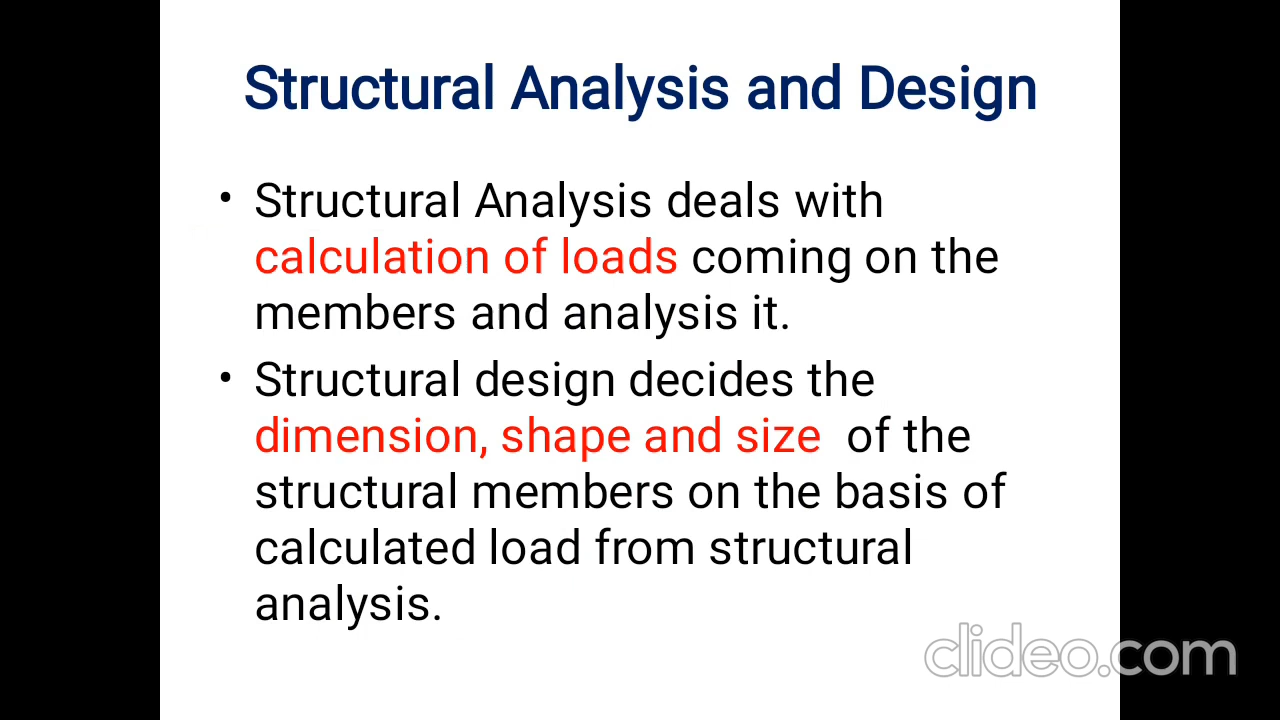 Structural Analysis and Design
• Structural Analysis deals with
calculation of loads coming on the
members and analysis it.
• Structural design decides the
dimension, shape and size of the
structural members on the basis of
calculated load from structural
analysis.
clideo.com